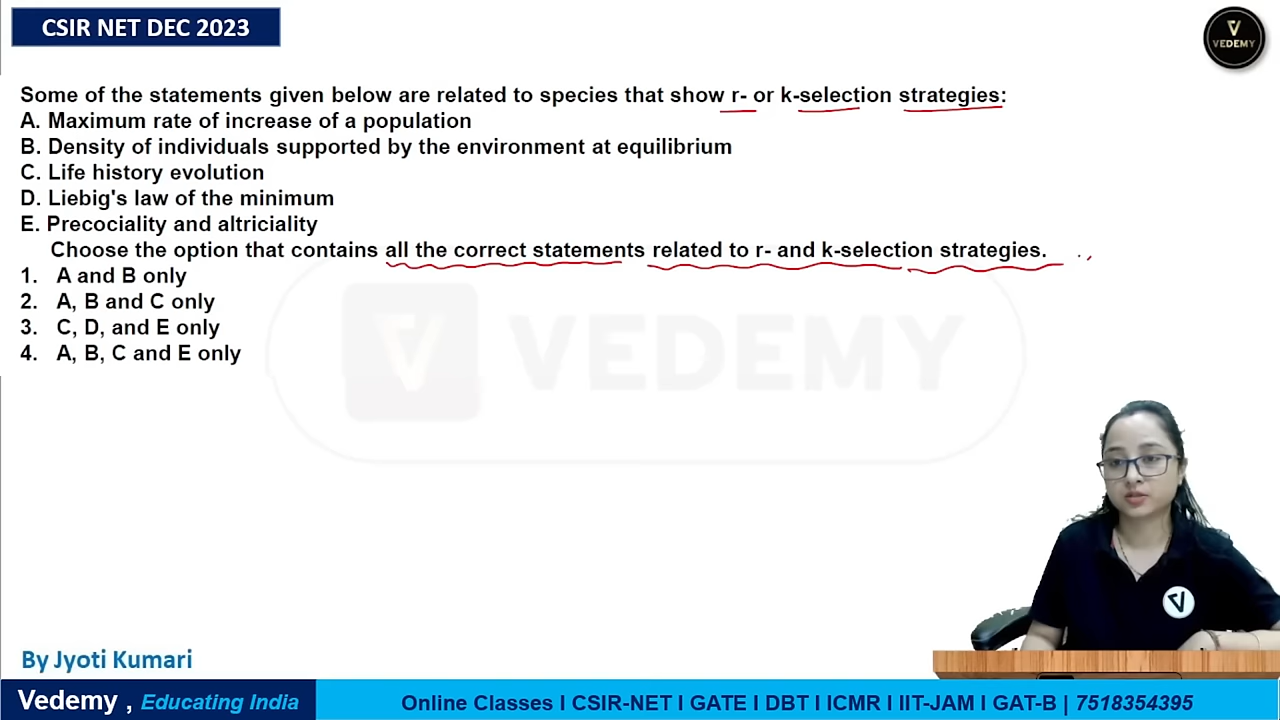 CSIR NET DEC 2023
VEDEMY
Some of the statements given below are related to species that show r- or k-selection strategies:
A. Maximum rate of increase of a population
B. Density of individuals supported by the environment at equilibrium
C. Life history evolution
D. Liebig's law of the minimum
E. Precociality and altriciality
Choose the option that contains all the correct statements related to r- and k-selection strategies.
1. A and B only
2. A, B and C only
3. C, D, and E only
4. A, B, C and E only
VEDEMY
By Jyoti Kumari
Vedemy , Educating India
Online Classes I CSIR-NET I GATE I DBT I ICMR I IIT-JAM I GAT-B | 7518354395